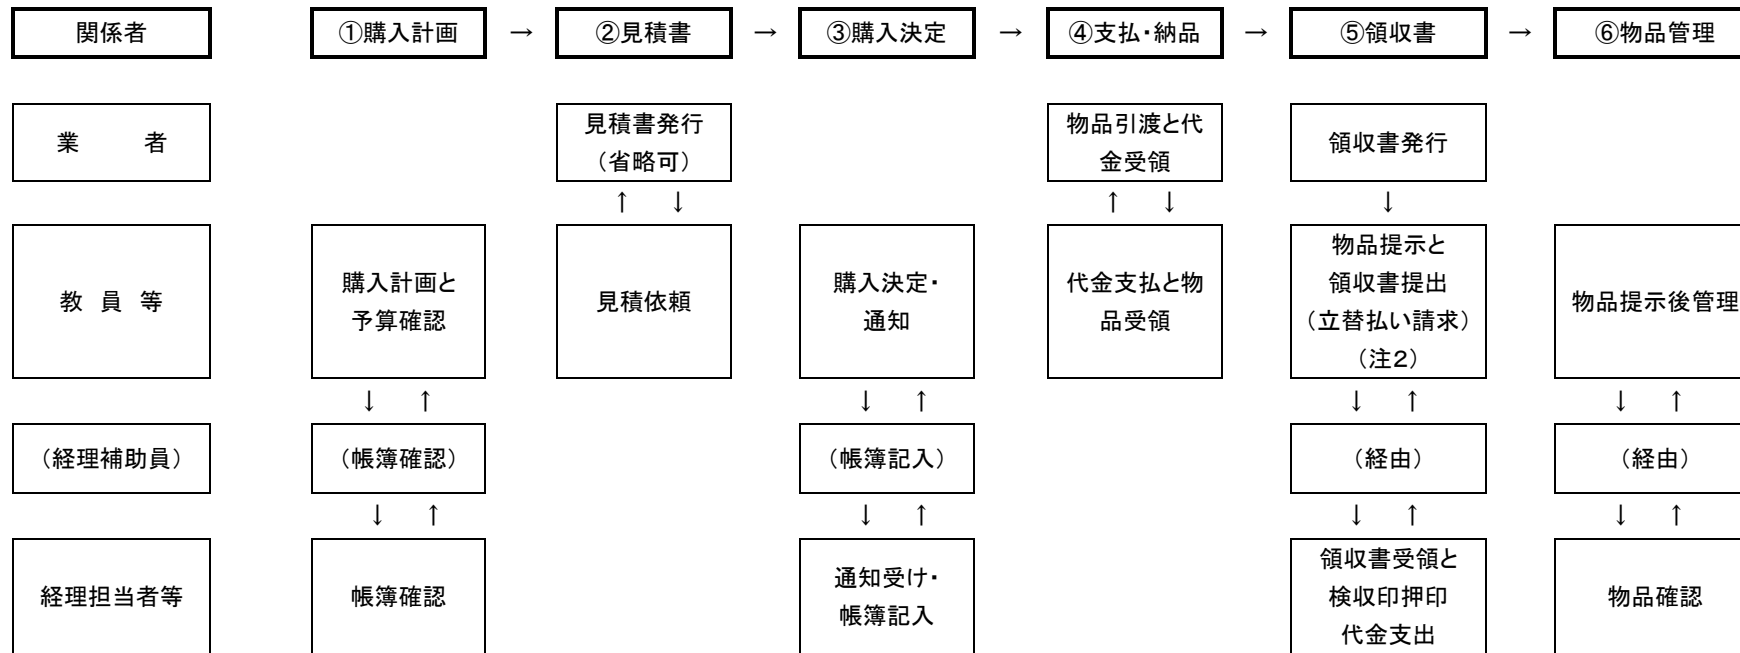 関係者 ①購入計画 → ②見積書 → ③購入決定 → ④支払・納品 → ⑤領収書 → ⑥物品管理
業　　者
見積書発行
（省略可）
物品引渡と代
金受領
領収書発行
↑ ↓ ↑ ↓ ↓
教 員 等
購入計画と
予算確認
見積依頼
購入決定・
通知
代金支払と物
品受領
物品提示と
領収書提出
（立替払い請求）
（注2）
物品提示後管理
↓ ↑ ↓ ↑ ↓ ↑ ↓ ↑
（経理補助員） （帳簿確認） （帳簿記入） （経由） （経由）
↓ ↑ ↓ ↑ ↓ ↑ ↓ ↑
経理担当者等
帳簿確認
通知受け・
帳簿記入
領収書受領と
検収印押印
代金支出
物品確認